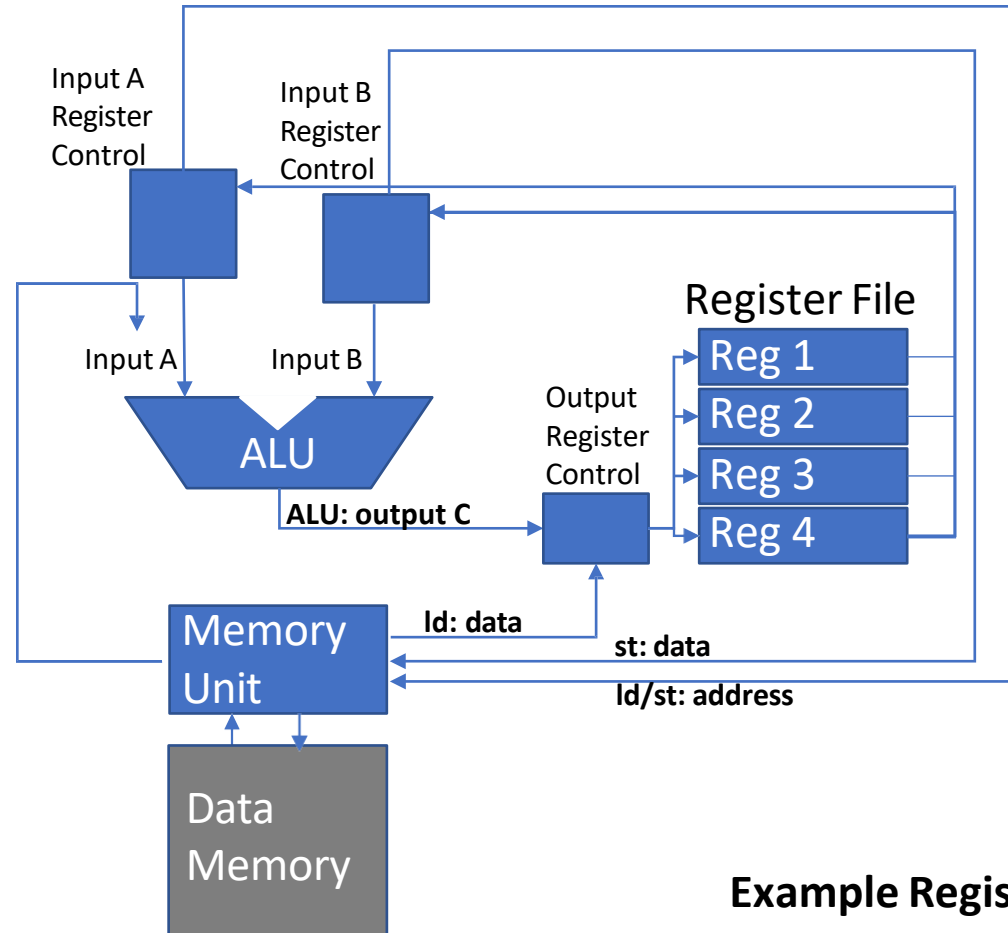 Input A
Register
Control
Input B
Register
Control
Register File
Input A
Input B
Reg 1
Reg 2
Reg 3
Reg 4
Output
Register
Control
ALU
ALU: output C
Memory
Unit
ld: data
st: data
ld/st: address
Data
Memory
Example Regis